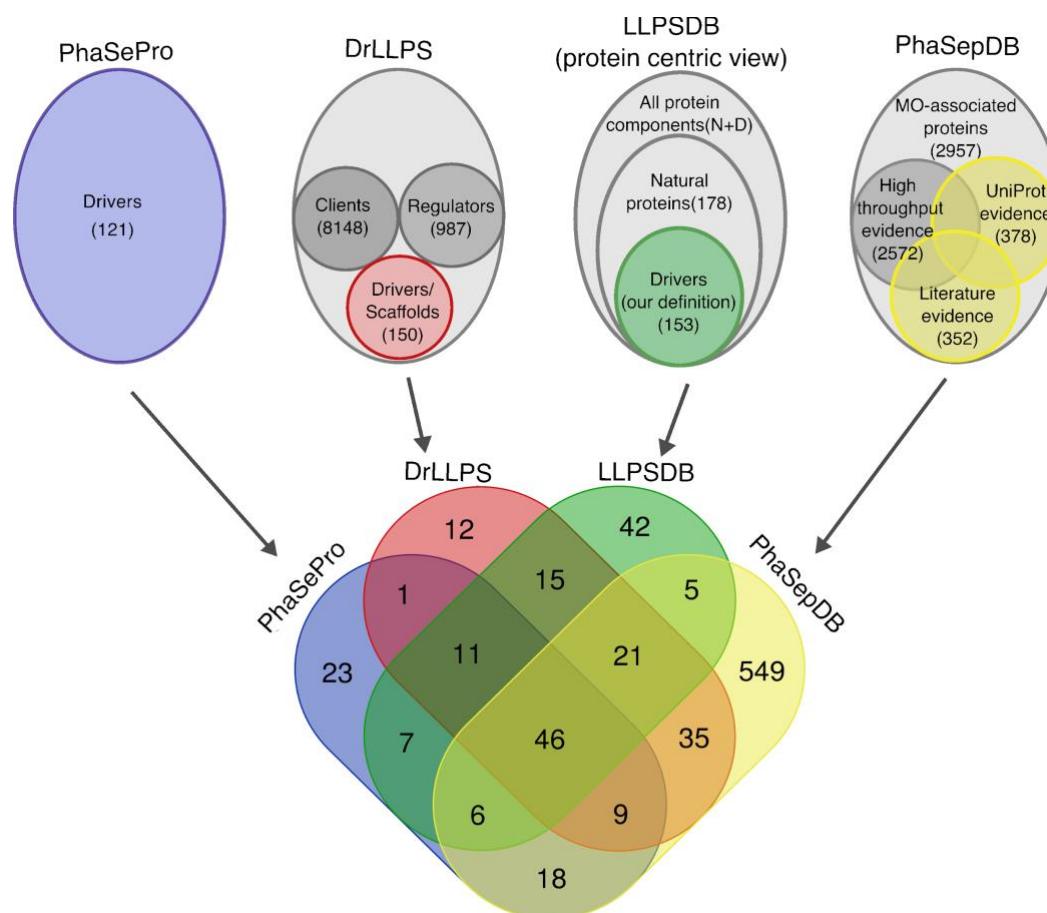 PhaSePro
Drivers
(121)
DrLLPS
Clients
(8148)
Regulators
(987)
Drivers/
Scaffolds
(150)
LLPSDB
(protein centric view)
All protein
components(N+D)
Natural
proteins(178)
Drivers
(our definition)
(153)
PhaSepDB
MO-associated
proteins
(2957)
High
throughput
evidence
(2572)
UniProt
evidence
(378)
Literature
evidence
(352)
DrLLPS
LLPSDB
PhaSePro
PhaSepDB
12
42
1
15
5
23
11
21
549
7
46
35
6
9
18